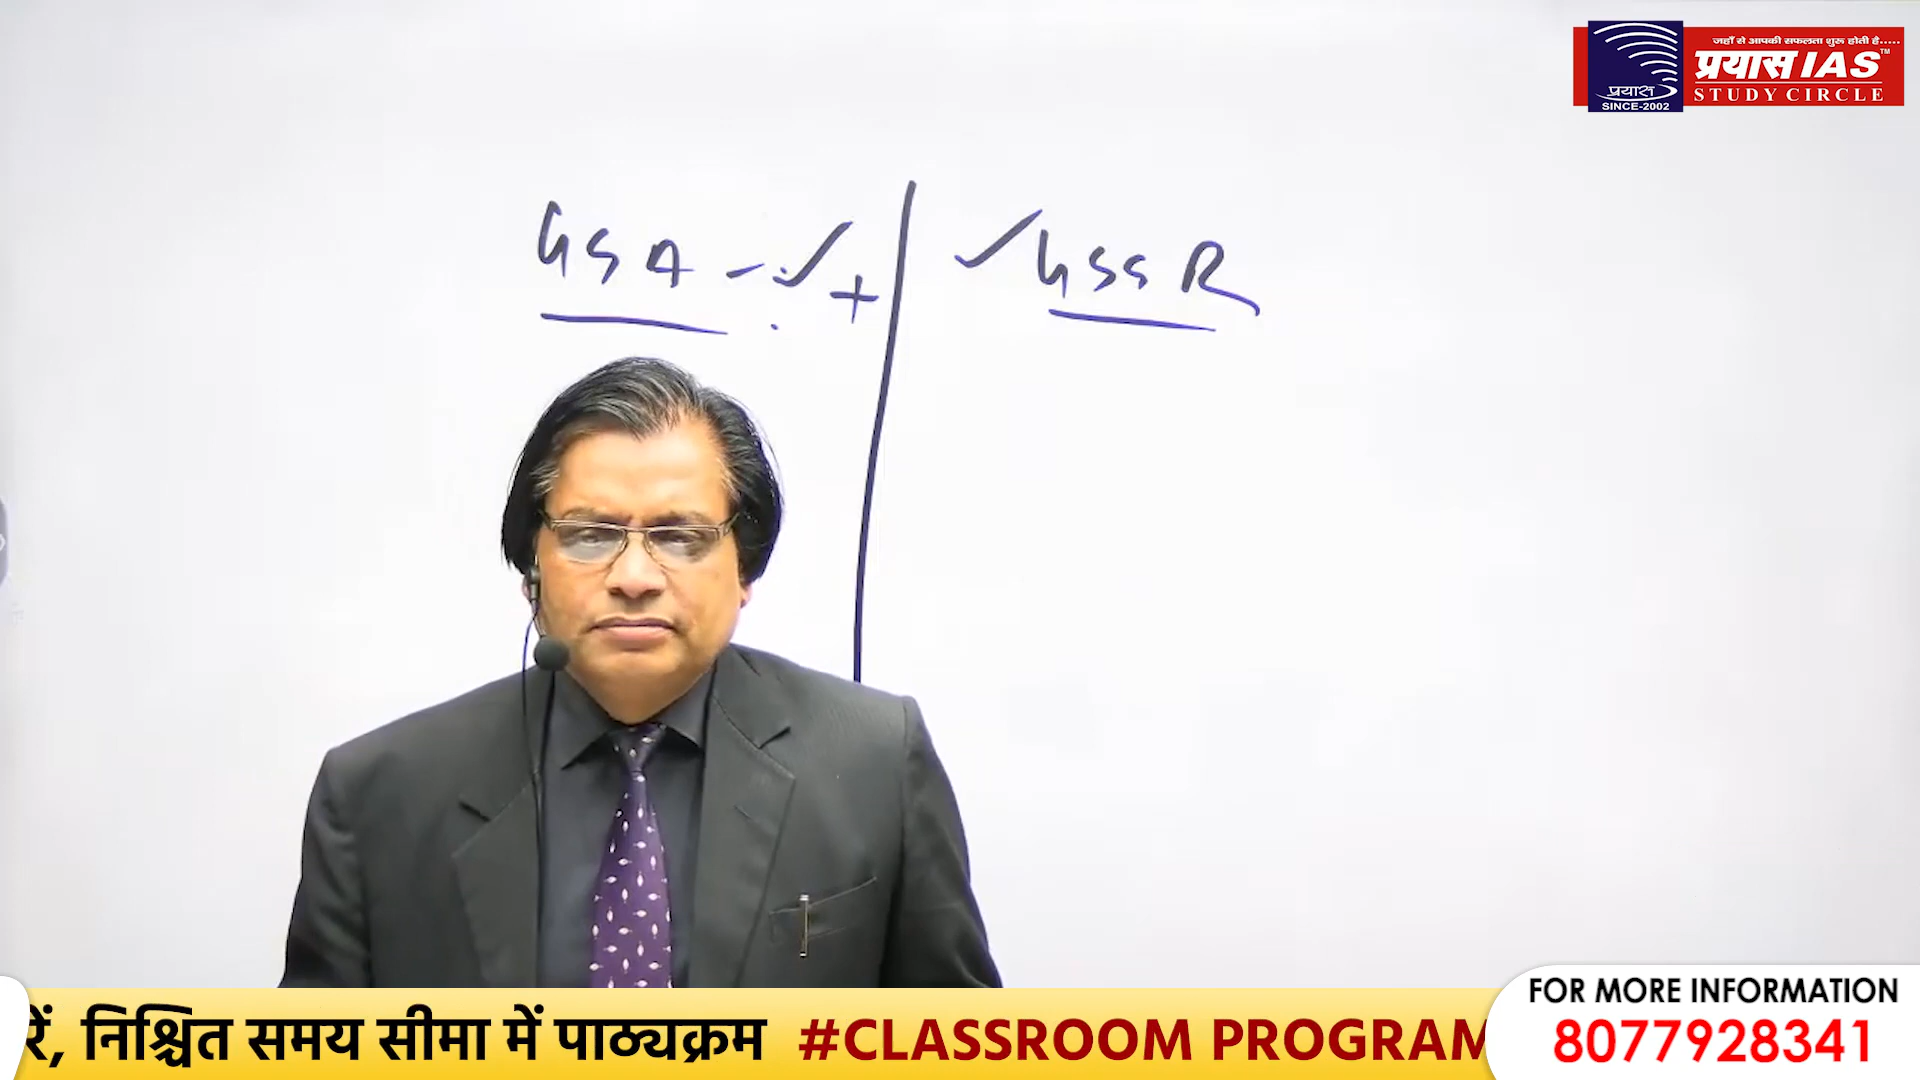 जहाँ से आपकी सफलता शुरू होती है.....
प्रयास IAS™
STUDY CIRCLE
प्रयास
SINCE-2002
USA - ✓ + ✓ USSR
रें, निश्चित समय सीमा में पाठ्यक्रम #CLASSROOM PROGRAM
FOR MORE INFORMATION
8077928341